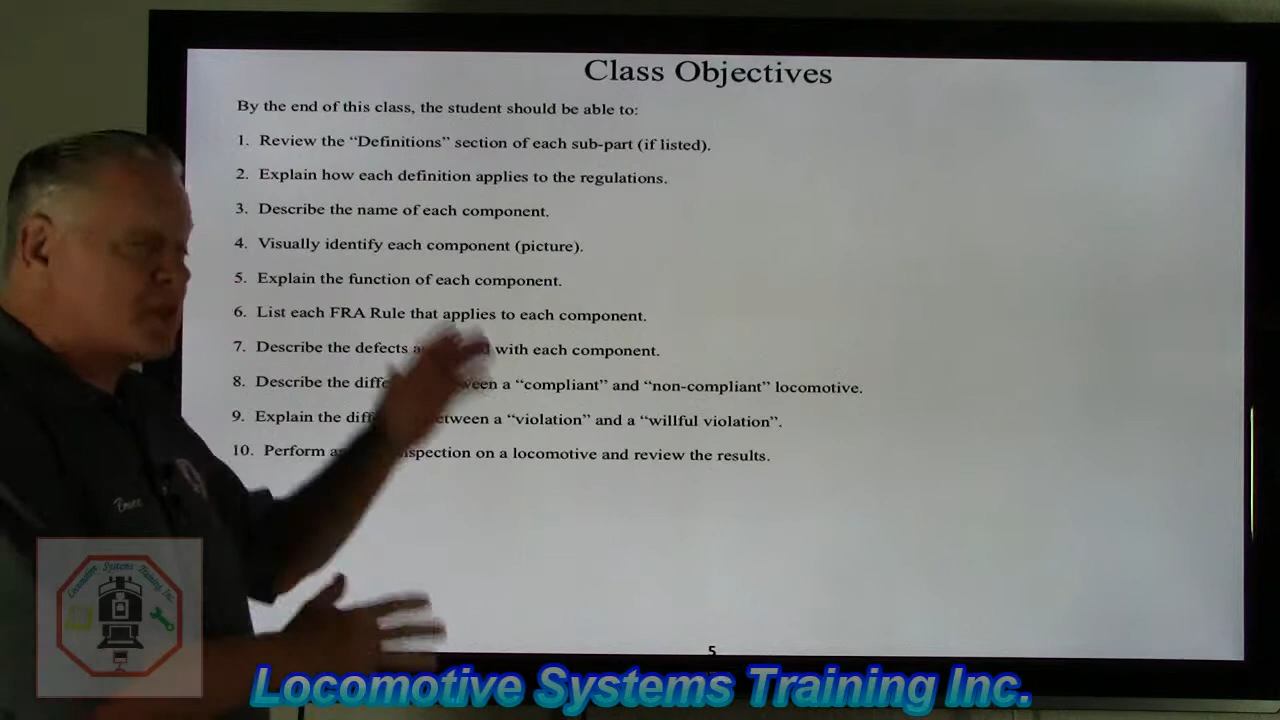 Class Objectives
By the end of this class, the student should be able to:
1. Review the “Definitions” section of each sub-part (if listed).
2. Explain how each definition applies to the regulations.
3. Describe the name of each component.
4. Visually identify each component (picture).
5. Explain the function of each component.
6. List each FRA Rule that applies to each component.
7. Describe the defects with each component.
8. Describe the a “compliant” and “non-compliant” locomotive.
9. Explain the a “violation” and a “willful violation”.
10. Perform on a locomotive and review the results.
5
Locomotive Systems Training Inc.
Locomotive Systems Training Inc.